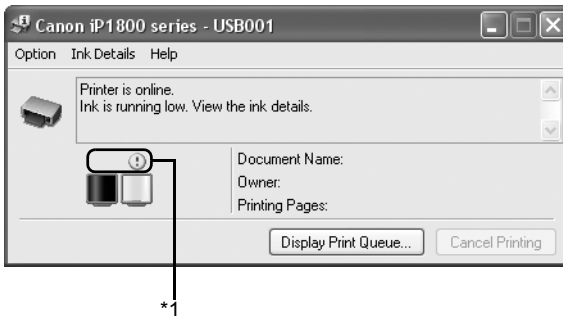 Canon iP1800 series - USB001
Option Ink Details Help
Printer is online.
Ink is running low. View the ink details.
Document Name:
Owner:
Printing Pages:
Display Print Queue... Cancel Printing
*1